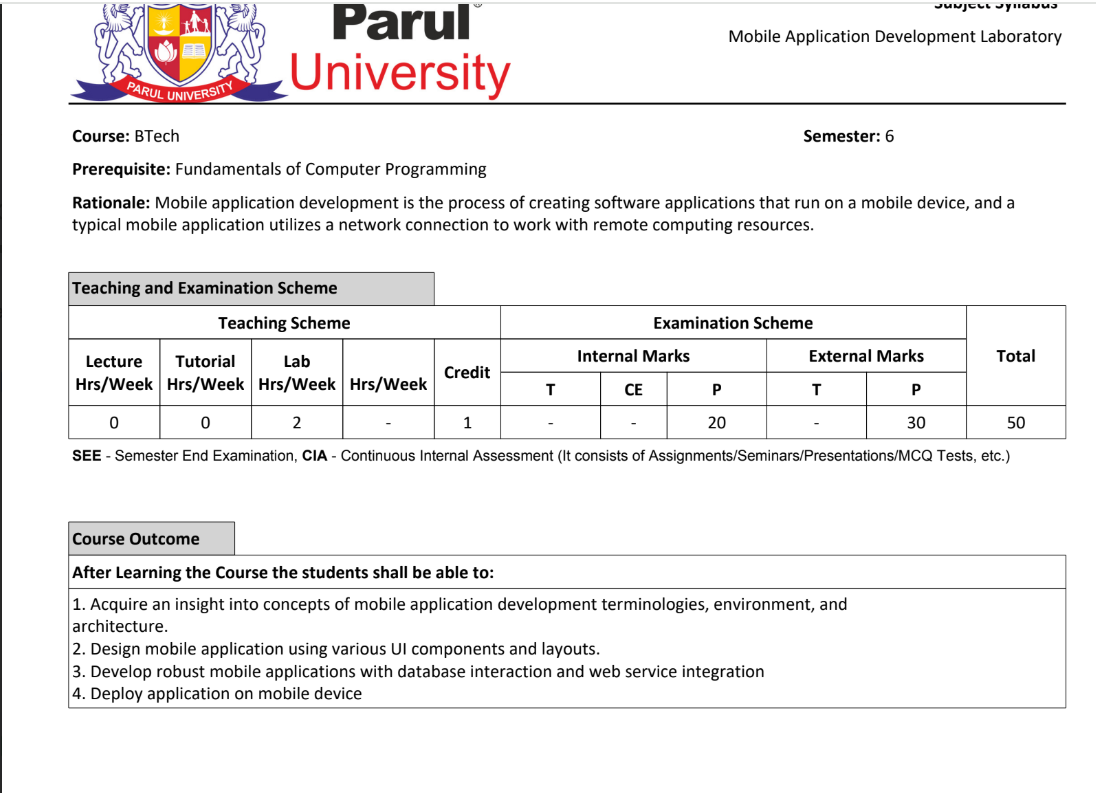 Subject Syllabus
Parul®
University
PARUL UNIVERSITY
Mobile Application Development Laboratory
Course: BTech
Semester: 6
Prerequisite: Fundamentals of Computer Programming
Rationale: Mobile application development is the process of creating software applications that run on a mobile device, and a
typical mobile application utilizes a network connection to work with remote computing resources.
Teaching and Examination Scheme
Teaching Scheme Examination Scheme Total
Lecture Hrs/Week Tutorial Hrs/Week Lab Hrs/Week Hrs/Week Credit Internal Marks External Marks
T CE P T P
0 0 2 - 1 - - 20 - 30 50
SEE - Semester End Examination, CIA - Continuous Internal Assessment (It consists of Assignments/Seminars/Presentations/MCQ Tests, etc.)
Course Outcome
After Learning the Course the students shall be able to:
1. Acquire an insight into concepts of mobile application development terminologies, environment, and
architecture.
2. Design mobile application using various UI components and layouts.
3. Develop robust mobile applications with database interaction and web service integration
4. Deploy application on mobile device